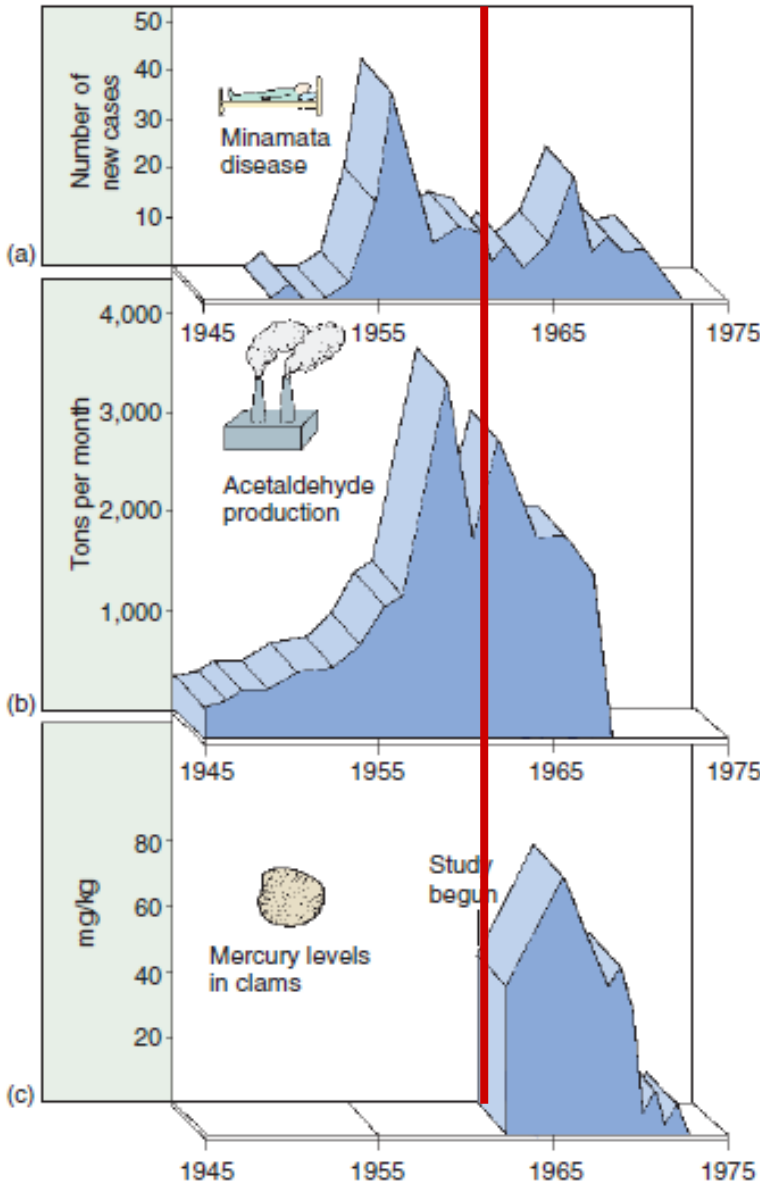 50
40
30
20
10
Number of
new cases
Minamata
disease
(a)
1945
1955
1965
1975
4,000
3,000
2,000
1,000
Tons per month
Acetaldehyde
production
(b)
1945
1955
1965
1975
80
60
40
20
mg/kg
Study
begun
Mercury levels
in clams
(c)
1945
1955
1965
1975